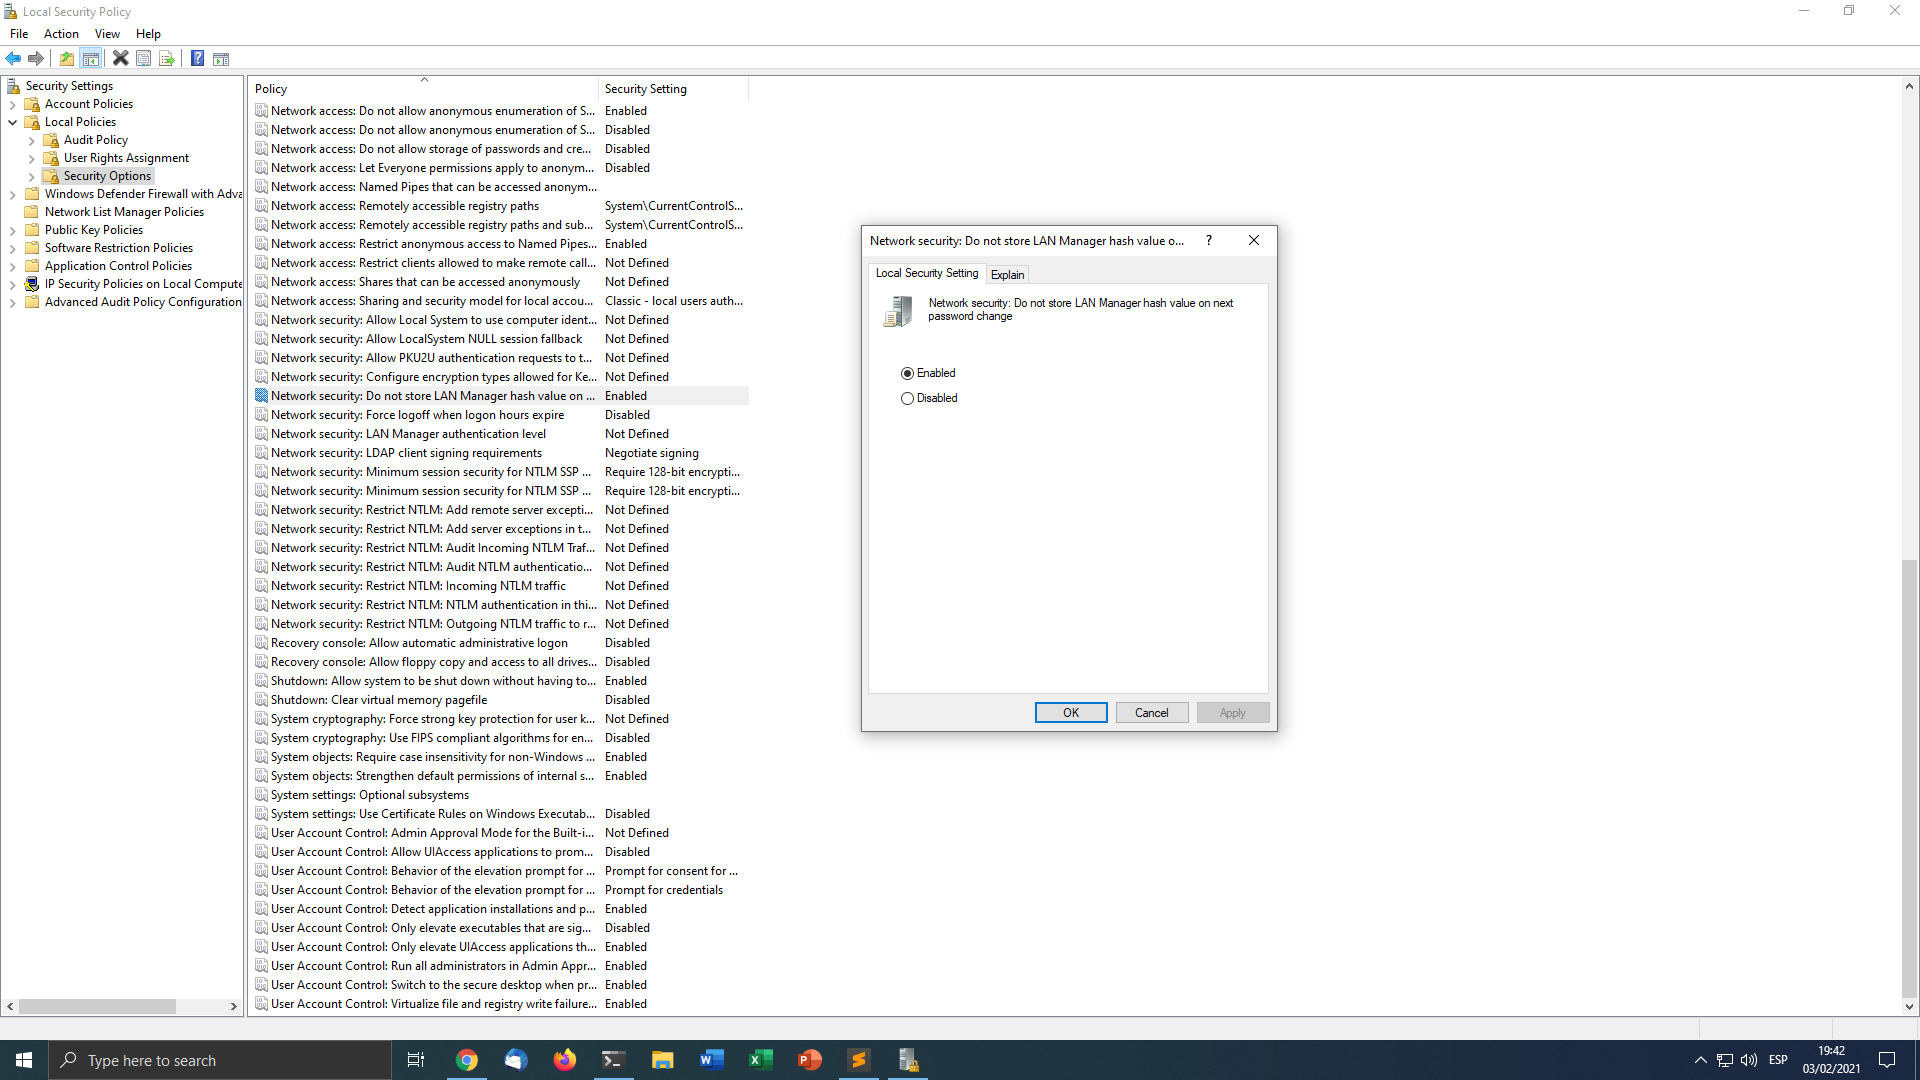 Local Security Policy
File Action View Help
Security Settings
Account Policies
Local Policies
Audit Policy
User Rights Assignment
Security Options
Windows Defender Firewall with Adva
Network List Manager Policies
Public Key Policies
Software Restriction Policies
Application Control Policies
IP Security Policies on Local Compute
Advanced Audit Policy Configuration
Policy Security Setting
Network access: Do not allow anonymous enumeration of S... Enabled
Network access: Do not allow anonymous enumeration of S... Disabled
Network access: Do not allow storage of passwords and cre... Disabled
Network access: Let Everyone permissions apply to anonym... Disabled
Network access: Named Pipes that can be accessed anonym...
Network access: Remotely accessible registry paths System\CurrentControlS...
Network access: Remotely accessible registry paths and sub... System\CurrentControlS...
Network access: Restrict anonymous access to Named Pipes... Enabled
Network access: Restrict clients allowed to make remote call... Not Defined
Network access: Shares that can be accessed anonymously Not Defined
Network access: Sharing and security model for local accou... Classic - local users auth...
Network security: Allow Local System to use computer ident... Not Defined
Network security: Allow LocalSystem NULL session fallback Not Defined
Network security: Allow PKU2U authentication requests to t... Not Defined
Network security: Configure encryption types allowed for Ke... Not Defined
Network security: Do not store LAN Manager hash value on ... Enabled
Network security: Force logoff when logon hours expire Disabled
Network security: LAN Manager authentication level Not Defined
Network security: LDAP client signing requirements Negotiate signing
Network security: Minimum session security for NTLM SSP ... Require 128-bit encrypti...
Network security: Minimum session security for NTLM SSP ... Require 128-bit encrypti...
Network security: Restrict NTLM: Add remote server excepti... Not Defined
Network security: Restrict NTLM: Add server exceptions in t... Not Defined
Network security: Restrict NTLM: Audit Incoming NTLM Traf... Not Defined
Network security: Restrict NTLM: Audit NTLM authenticatio... Not Defined
Network security: Restrict NTLM: Incoming NTLM traffic Not Defined
Network security: Restrict NTLM: NTLM authentication in thi... Not Defined
Network security: Restrict NTLM: Outgoing NTLM traffic to r... Not Defined
Recovery console: Allow automatic administrative logon Disabled
Recovery console: Allow floppy copy and access to all drives... Disabled
Shutdown: Allow system to be shut down without having to... Enabled
Shutdown: Clear virtual memory pagefile Disabled
System cryptography: Force strong key protection for user k... Not Defined
System cryptography: Use FIPS compliant algorithms for en... Disabled
System objects: Require case insensitivity for non-Windows ... Enabled
System objects: Strengthen default permissions of internal s... Enabled
System settings: Optional subsystems
System settings: Use Certificate Rules on Windows Executab... Disabled
User Account Control: Admin Approval Mode for the Built-i... Not Defined
User Account Control: Allow UIAccess applications to prom... Disabled
User Account Control: Behavior of the elevation prompt for ... Prompt for consent for ...
User Account Control: Behavior of the elevation prompt for ... Prompt for credentials
User Account Control: Detect application installations and p... Enabled
User Account Control: Only elevate executables that are sig... Disabled
User Account Control: Only elevate UIAccess applications th... Enabled
User Account Control: Run all administrators in Admin Appr... Enabled
User Account Control: Switch to the secure desktop when pr... Enabled
User Account Control: Virtualize file and registry write failure... Enabled
Network security: Do not store LAN Manager hash value o... ?
Local Security Setting Explain
Network security: Do not store LAN Manager hash value on next
password change
Enabled
Disabled
OK Cancel Apply
Type here to search
ESP
19:42
03/02/2021